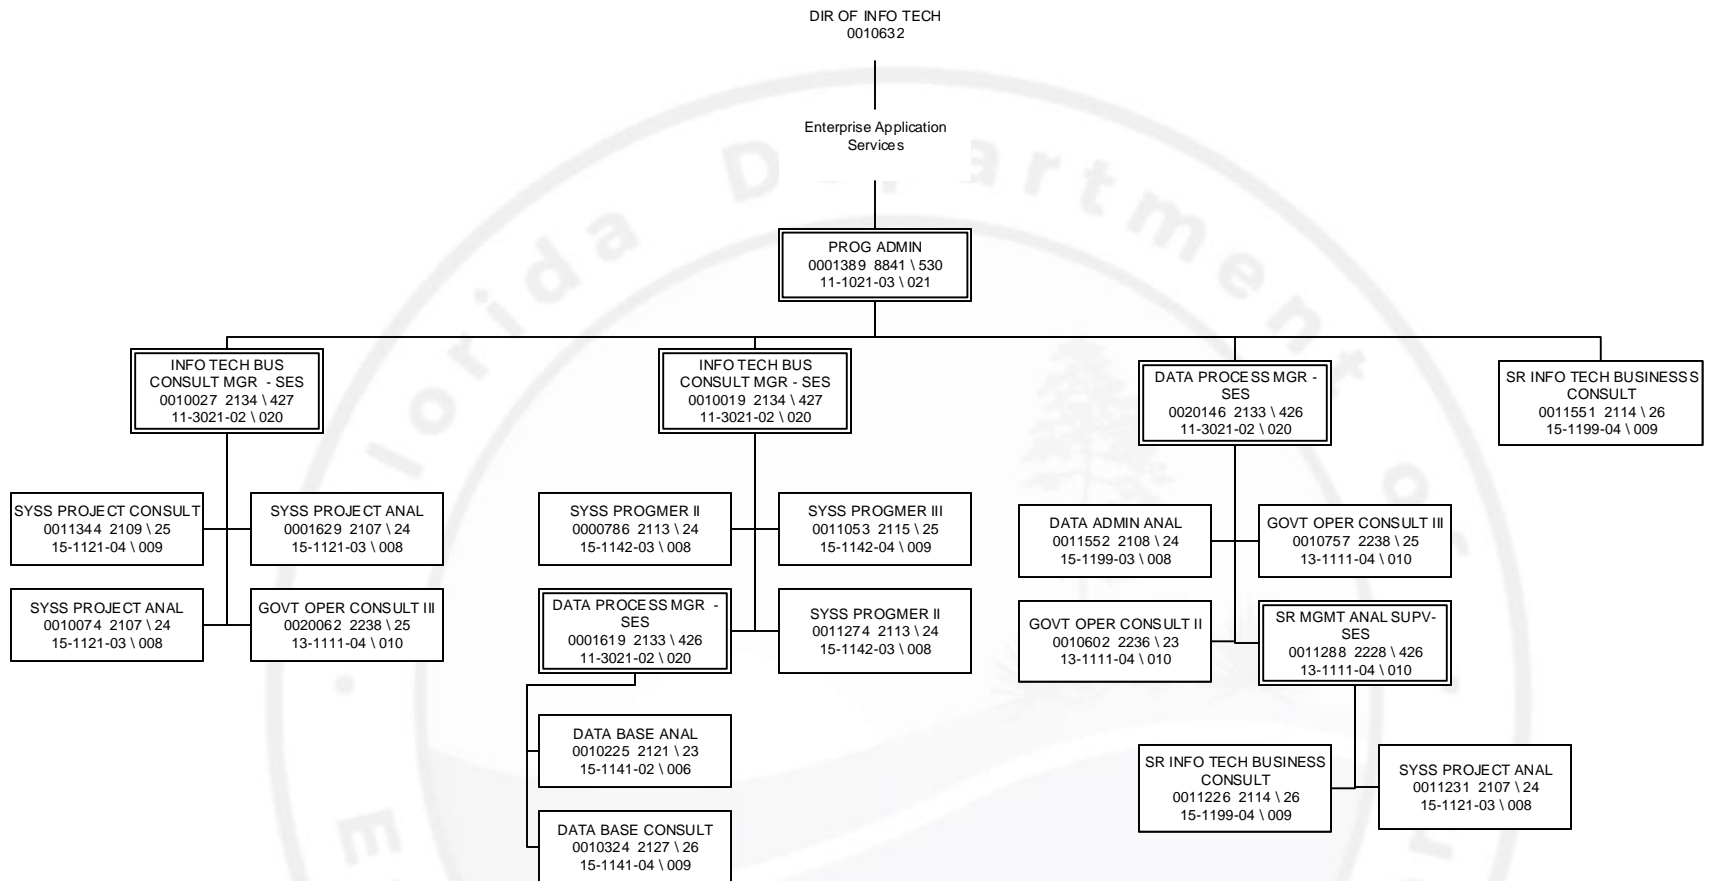 DIR OF INFO TECH
0010632
Enterprise Application
Services
PROG ADMIN
0001389 8841 \ 530
11-1021-03 \ 021
INFO TECH BUS
CONSULT MGR - SES
0010027 2134 \ 427
11-3021-02 \ 020
INFO TECH BUS
CONSULT MGR - SES
0010019 2134 \ 427
11-3021-02 \ 020
DATA PROCESS MGR -
SES
0020146 2133 \ 426
11-3021-02 \ 020
SR INFO TECH BUSINESSS
CONSULT
0011551 2114 \ 26
15-1199-04 \ 009
SYSS PROJECT CONSULT
0011344 2109 \ 25
15-1121-04 \ 009
SYSS PROJECT ANAL
0001629 2107 \ 24
15-1121-03 \ 008
SYSS PROJECT ANAL
0010074 2107 \ 24
15-1121-03 \ 008
GOVT OPER CONSULT III
0020062 2238 \ 25
13-1111-04 \ 010
SYSS PROGMER II
0000786 2113 \ 24
15-1142-03 \ 008
SYSS PROGMER III
0011053 2115 \ 25
15-1142-04 \ 009
DATA PROCESS MGR -
SES
0001619 2133 \ 426
11-3021-02 \ 020
SYSS PROGMER II
0011274 2113 \ 24
15-1142-03 \ 008
DATA BASE ANAL
0010225 2121 \ 23
15-1141-02 \ 006
DATA BASE CONSULT
0010324 2127 \ 26
15-1141-04 \ 009
DATA ADMIN ANAL
0011552 2108 \ 24
15-1199-03 \ 008
GOVT OPER CONSULT III
0010757 2238 \ 25
13-1111-04 \ 010
GOVT OPER CONSULT II
0010602 2236 \ 23
13-1111-04 \ 010
SR MGMT ANAL SUPV-
SES
0011288 2228 \ 426
13-1111-04 \ 010
SR INFO TECH BUSINESS
CONSULT
0011226 2114 \ 26
15-1199-04 \ 009
SYSS PROJECT ANAL
0011231 2107 \ 24
15-1121-03 \ 008